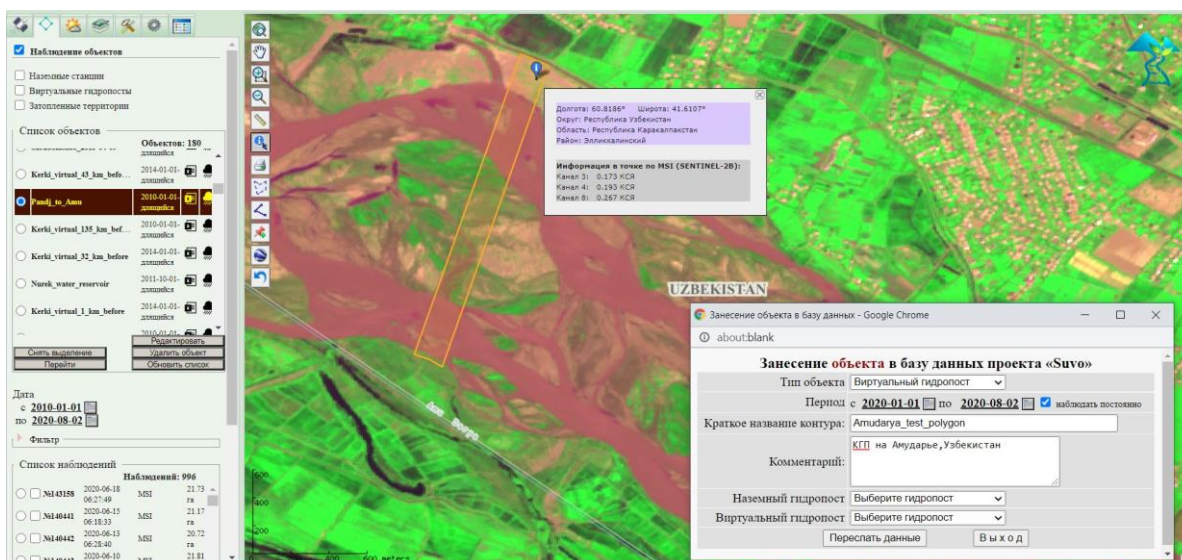 Наблюдение объектов
Наземные станции
Виртуальные гидропосты
Затопленные территории
Список объектов
Объектов: 180
длящийся
Kerki_virtual_43_km_befo... 2014-01-01- длящийся
Pandj_to_Amu 2010-01-01- длящийся
Kerki_virtual_135_km_bef... 2010-01-01- длящийся
Kerki_virtual_32_km_before 2014-01-01- длящийся
Nurek_water_reservoir 2011-10-01- длящийся
Kerki_virtual_1_km_before 2014-01-01- длящийся
2010-01-01-
Редактировать
Снять выделение Удалить объект
Перейти Обновить список
Дата
с 2010-01-01
по 2020-08-02
Фильтр
Список наблюдений
Наблюдений: 996
№143158 2020-06-18 06:27:49 MSI 21.73 га
№140441 2020-06-15 06:18:33 MSI 21.17 га
№140442 2020-06-13 06:28:40 MSI 20.72 га
2020-06-10 MSI 21.81
Долгота: 60.8186° Широта: 41.6107°
Округ: Республика Узбекистан
Область: Республика Каракалпакстан
Район: Элликкалинский
Информация в точке по MSI (SENTINEL-2B):
Канал 3: 0.173 КСЯ
Канал 4: 0.193 КСЯ
Канал 8: 0.267 КСЯ
UZBEKISTAN
Amu Darya
600
400
200
400 600 meters
Занесение объекта в базу данных - Google Chrome
about:blank
Занесение объекта в базу данных проекта «Suvo»
Тип объекта Виртуальный гидропост
Период с 2020-01-01 по 2020-08-02 наблюдать постоянно
Краткое название контура: Amudarya_test_polygon
Комментарий: КГП на Амударье,Узбекистан
Наземный гидропост Выберите гидропост
Виртуальный гидропост Выберите гидропост
Переслать данные В ы х о д